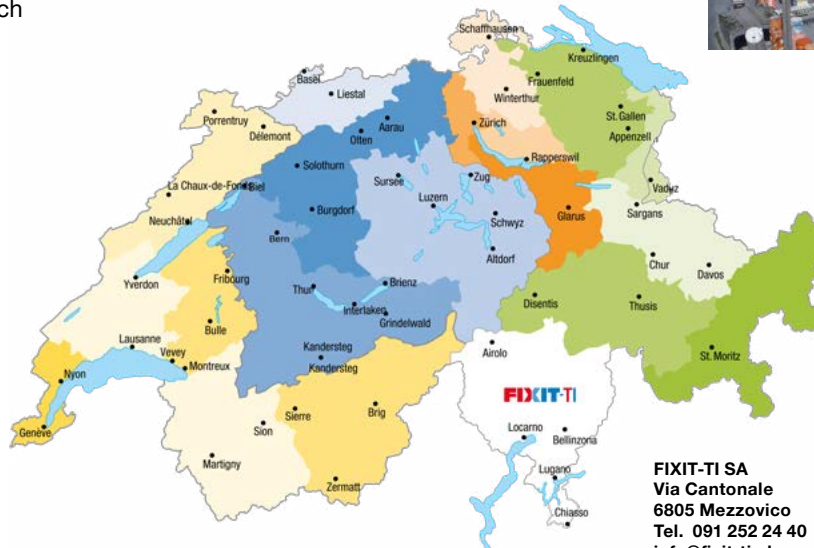 ch
Schaffhausen
Kreuzlingen
Basel
Liestal
Frauenfeld
Winterthur
Porrentruy
Délemont
Aarau
Olten
Zürich
St. Gallen
Appenzell
Solothurn
Rapperswil
La Chaux-de-Fonds
Biel
Sursee
Zug
Luzern
Vaduz
Neuchâtel
Burgdorf
Schwyz
Glarus
Sargans
Bern
Altdorf
Chur
Davos
Yverdon
Fribourg
Thun
Brienz
Interlaken
Grindelwald
Disentis
Thusis
Bulle
Lausanne
Vevey
Montreux
Kandersteg
Kandersteg
Airolo
St. Moritz
Nyon
FIXIT-TI
Genève
Sierre
Brig
Sion
Locarno
Bellinzona
Martigny
Zermatt
Lugano
Chiasso
FIXIT-TI SA
Via Cantonale
6805 Mezzovico
Tel. 091 252 24 40